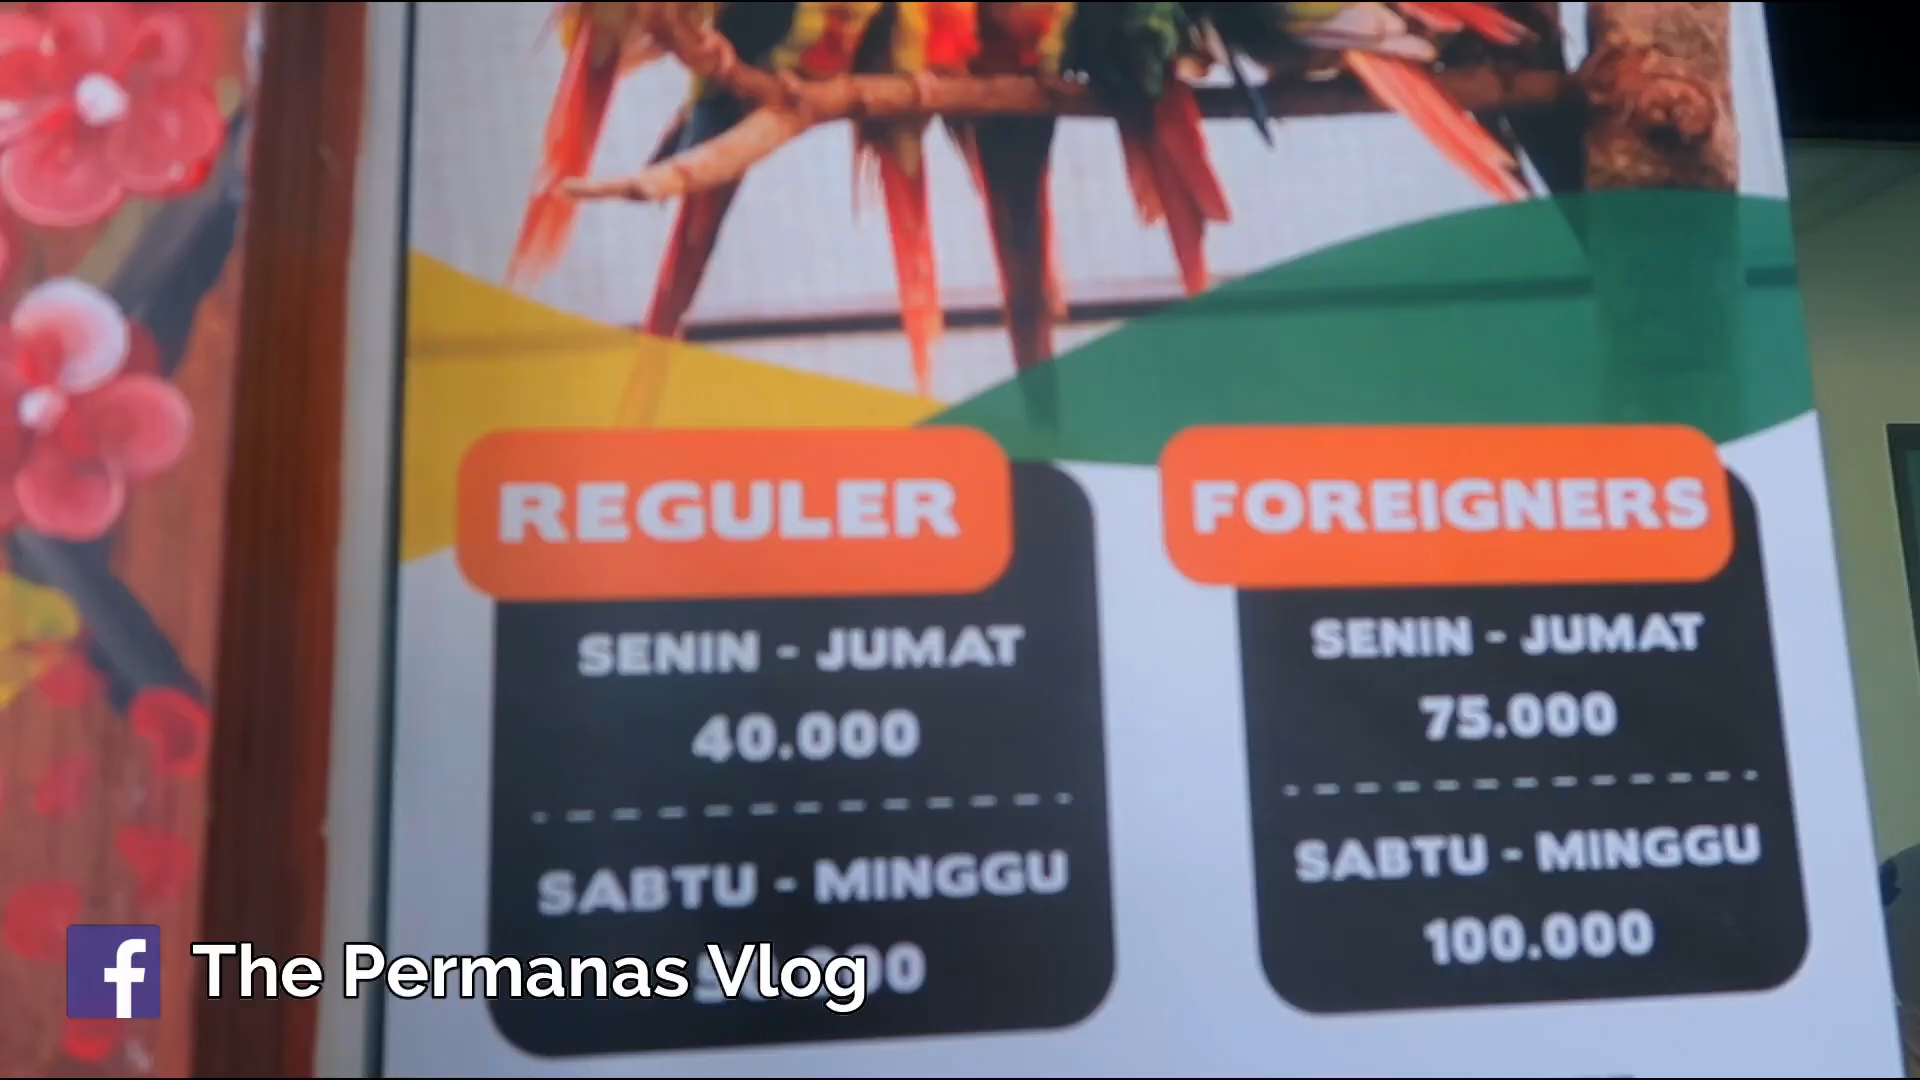 REGULER
SENIN - JUMAT
40.000
SABTU - MINGGU
FOREIGNERS
SENIN - JUMAT
75.000
SABTU - MINGGU
100.000
The Permanas Vlog